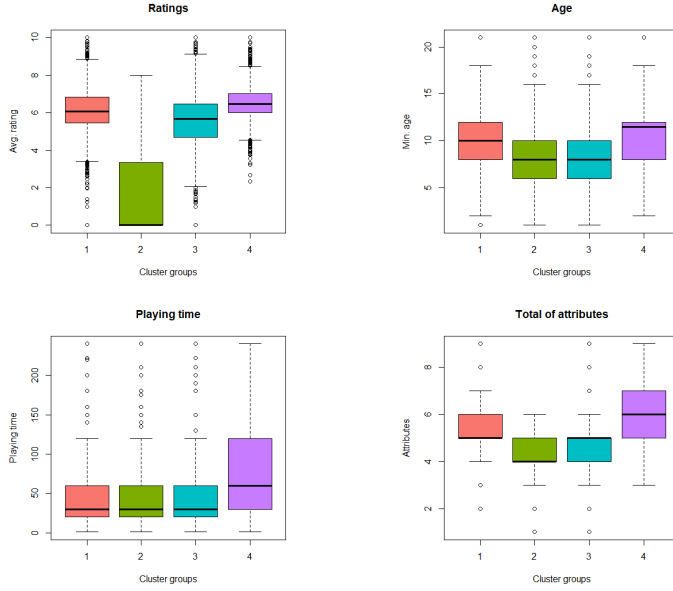 Ratings
Avg. rating
10
8
6
4
2
0
1 2 3 4
Cluster groups
Age
Min. age
20
15
10
5
1 2 3 4
Cluster groups
Playing time
Playing time
200
150
100
50
0
1 2 3 4
Cluster groups
Total of attributes
Attributes
8
6
4
2
1 2 3 4
Cluster groups